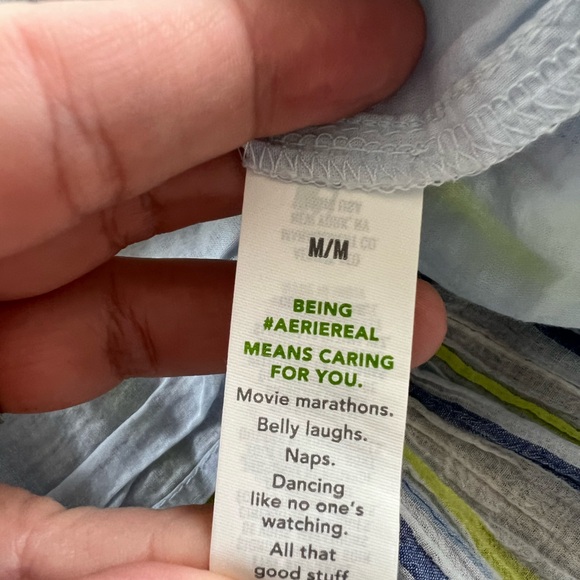 M/M
BEING
#AERIEREAL
MEANS CARING
FOR YOU.
Movie marathons.
Belly laughs.
Naps.
Dancing
like no one's
watching.
All that
good stuff